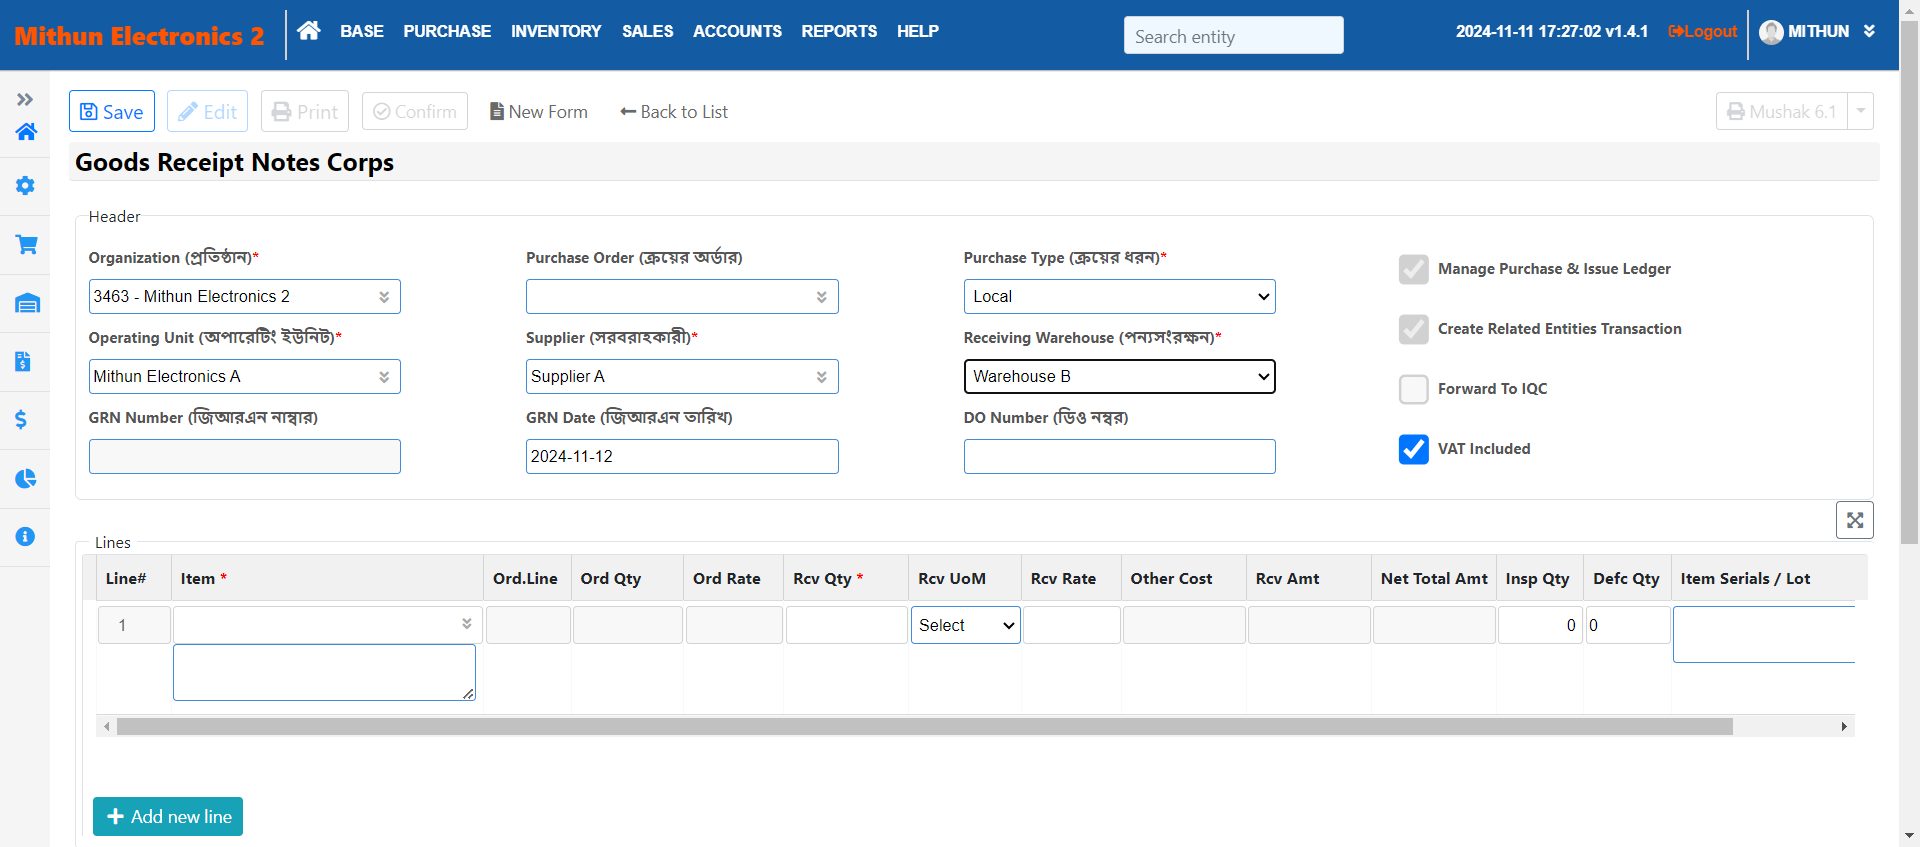 Mithun Electronics 2
BASE PURCHASE INVENTORY SALES ACCOUNTS REPORTS HELP
Search entity
2024-11-11 17:27:02 v1.4.1
Logout
MITHUN
Save
Edit
Print
Confirm
New Form
Back to List
Mushak 6.1
Goods Receipt Notes Corps
Header
Organization (প্রতিষ্ঠান)*
3463 - Mithun Electronics 2
Purchase Order (ক্রয়ের অর্ডার)
Purchase Type (ক্রয়ের ধরন)*
Local
Manage Purchase & Issue Ledger
Operating Unit (অপারেটিং ইউনিট)*
Mithun Electronics A
Supplier (সরবরাহকারী)*
Supplier A
Receiving Warehouse (পন্যসংরক্ষন)*
Warehouse B
Create Related Entities Transaction
Forward To IQC
GRN Number (জিআরএন নাম্বার)
GRN Date (জিআরএন তারিখ)
2024-11-12
DO Number (ডিও নম্বর)
VAT Included
Lines
Line# Item * Ord.Line Ord Qty Ord Rate Rcv Qty * Rcv UoM Rcv Rate Other Cost Rcv Amt Net Total Amt Insp Qty Defc Qty Item Serials / Lot
1 Select 0 0
Add new line